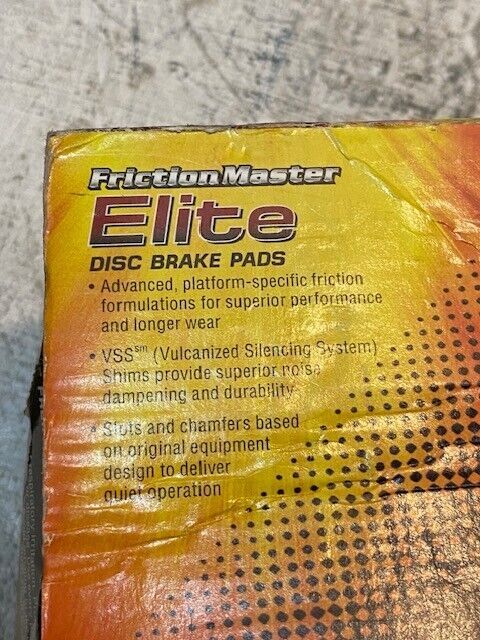 FrictionMaster
Elite
DISC BRAKE PADS
• Advanced, platform-specific friction
formulations for superior performance
and longer wear
• VSS℠ (Vulcanized Silencing System)
Shims provide superior noise
dampening and durability
• Slots and chamfers based
on original equipment
design to deliver
quiet operation